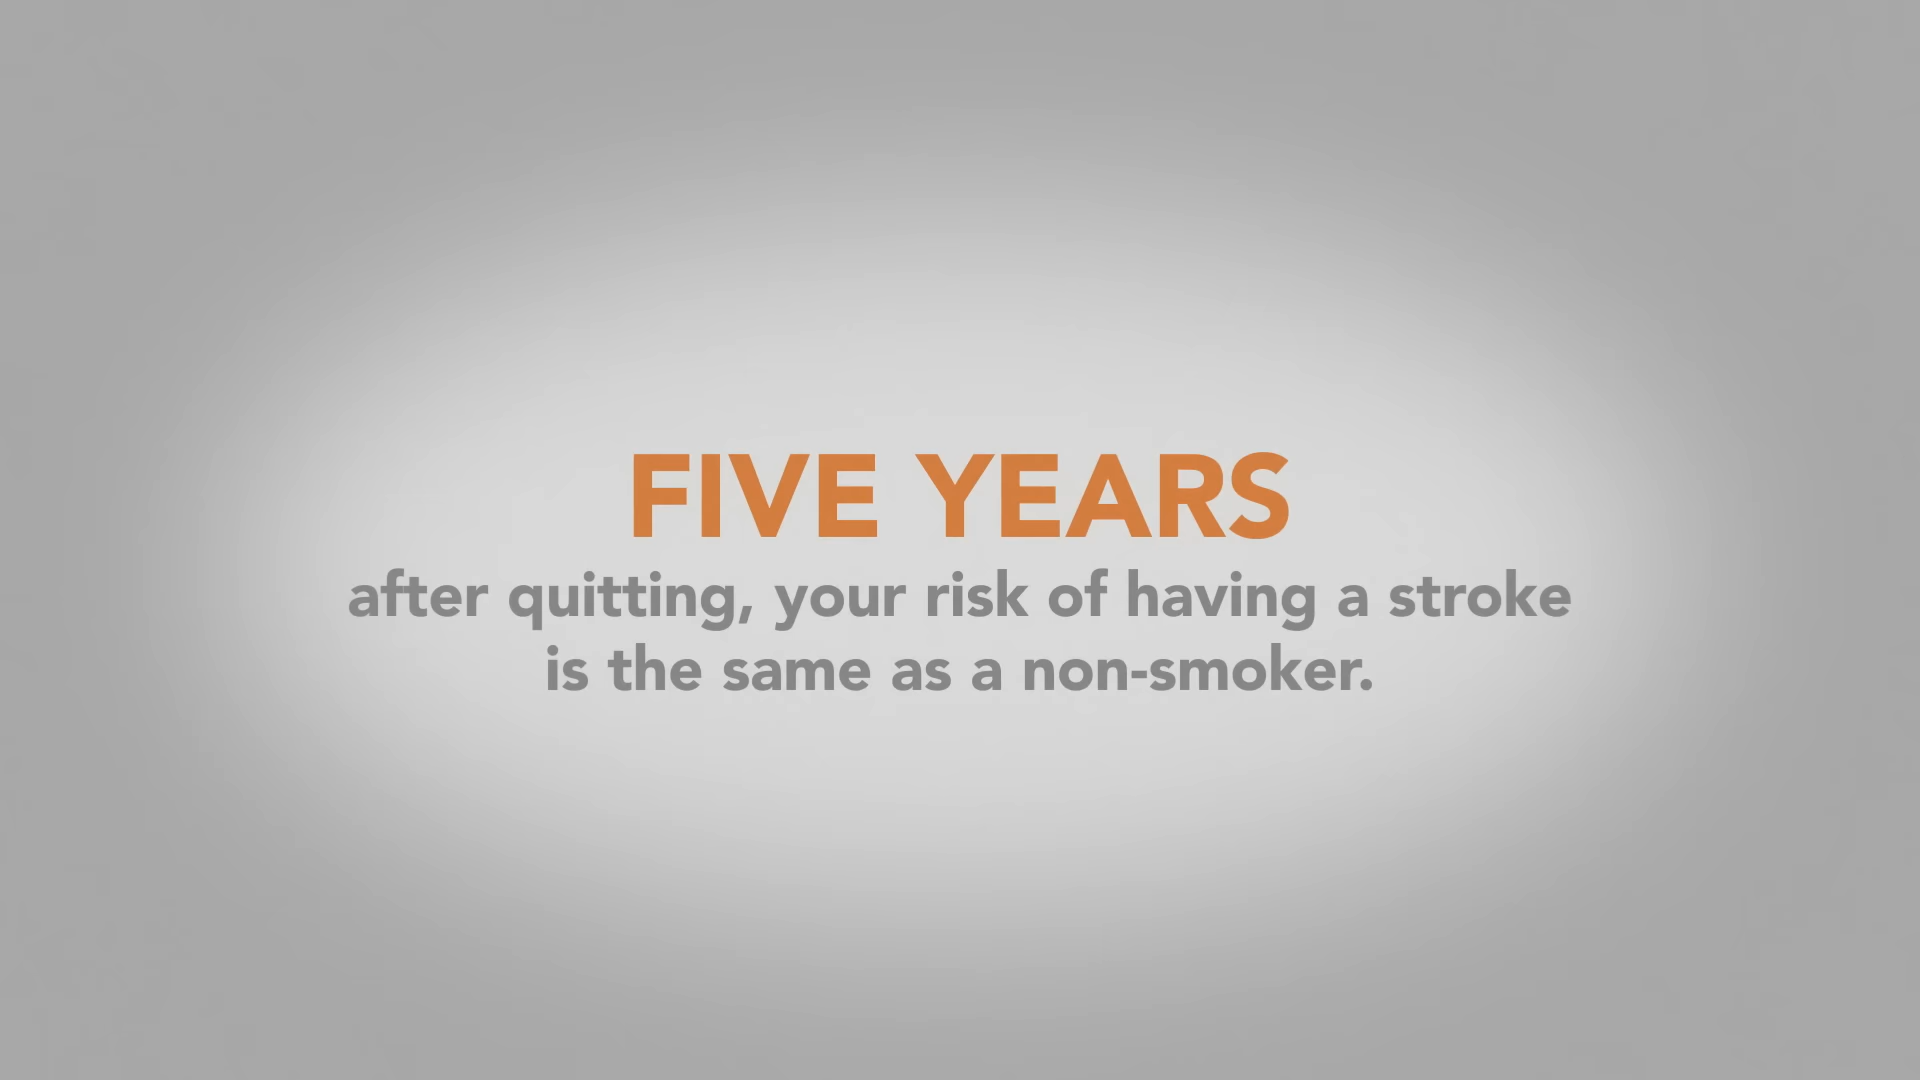 FIVE YEARS
after quitting, your risk of having a stroke
is the same as a non-smoker.